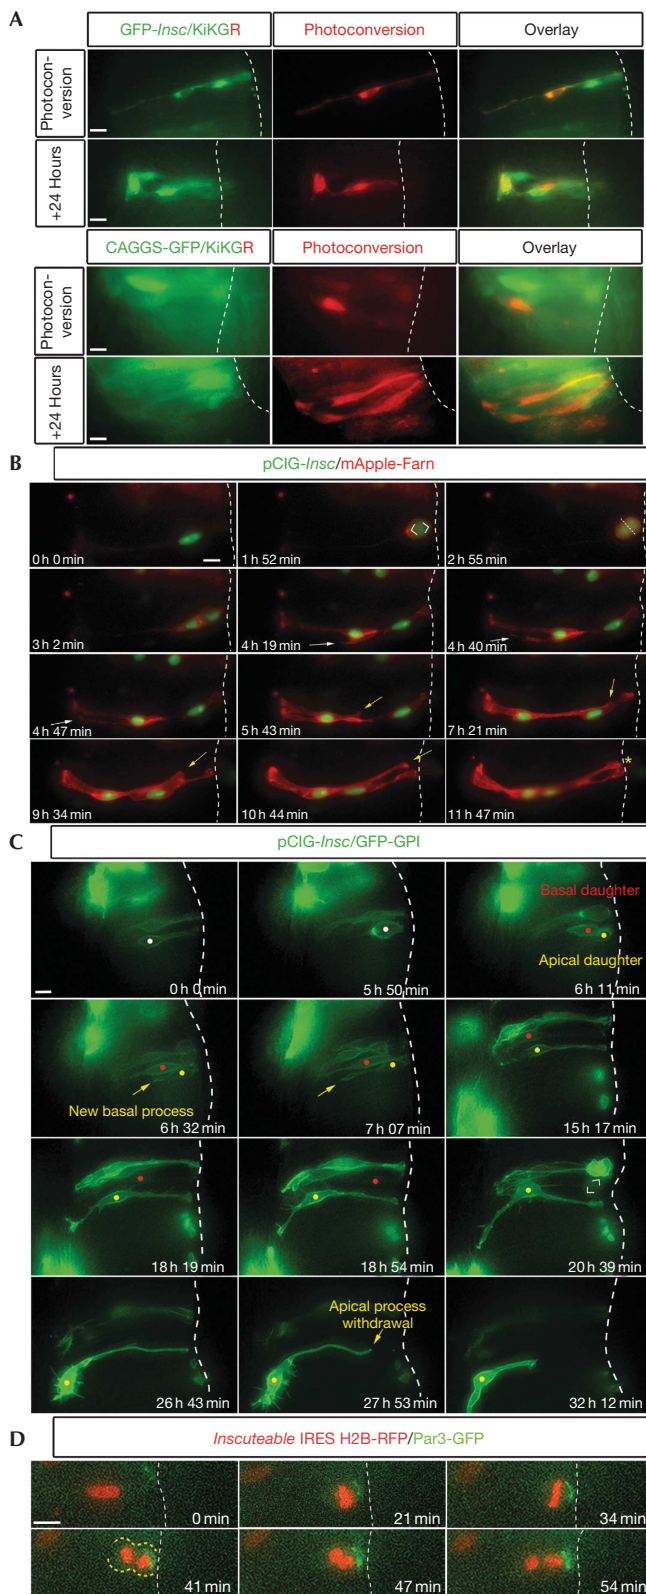 A
GFP-Insc/KiKGR
Photoconversion
Overlay
Photocon-
version
+24 Hours
CAGGS-GFP/KiKGR
Photoconversion
Overlay
Photocon-
version
+24 Hours
B
pCIG-Insc/mApple-Farn
0 h 0 min
1 h 52 min
2 h 55 min
3 h 2 min
4 h 19 min
4 h 40 min
4 h 47 min
5 h 43 min
7 h 21 min
9 h 34 min
10 h 44 min
*
11 h 47 min
C
pCIG-Insc/GFP-GPI
0 h 0 min
5 h 50 min
Basal daughter
Apical daughter
6 h 11 min
New basal process
6 h 32 min
7 h 07 min
15 h 17 min
18 h 19 min
18 h 54 min
20 h 39 min
26 h 43 min
Apical process
withdrawal
27 h 53 min
32 h 12 min
D
Inscuteable IRES H2B-RFP/Par3-GFP
0 min
21 min
34 min
41 min
47 min
54 min